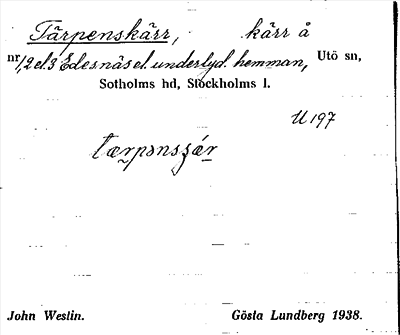 Tärpenskärr, kärr å
nr 1, 2 el. 3 Edesnäs el. underlyd. hemman, Utö sn,
Sotholms hd, Stockholms l.
U 197
tærpənsʃǽr
John Westin. Gösta Lundberg 1938.